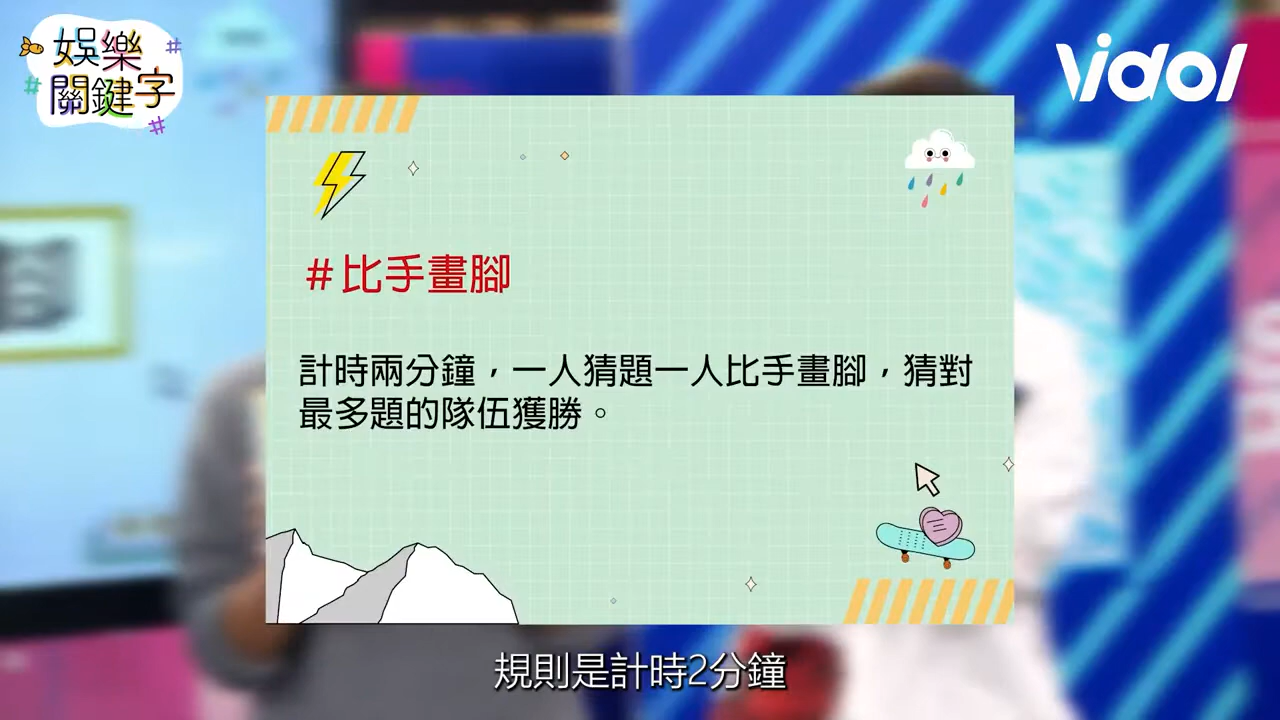 娛樂
關鍵字
Vidol
#比手畫腳
計時兩分鐘，一人猜題一人比手畫腳，猜對
最多題的隊伍獲勝。
規則是計時2分鐘